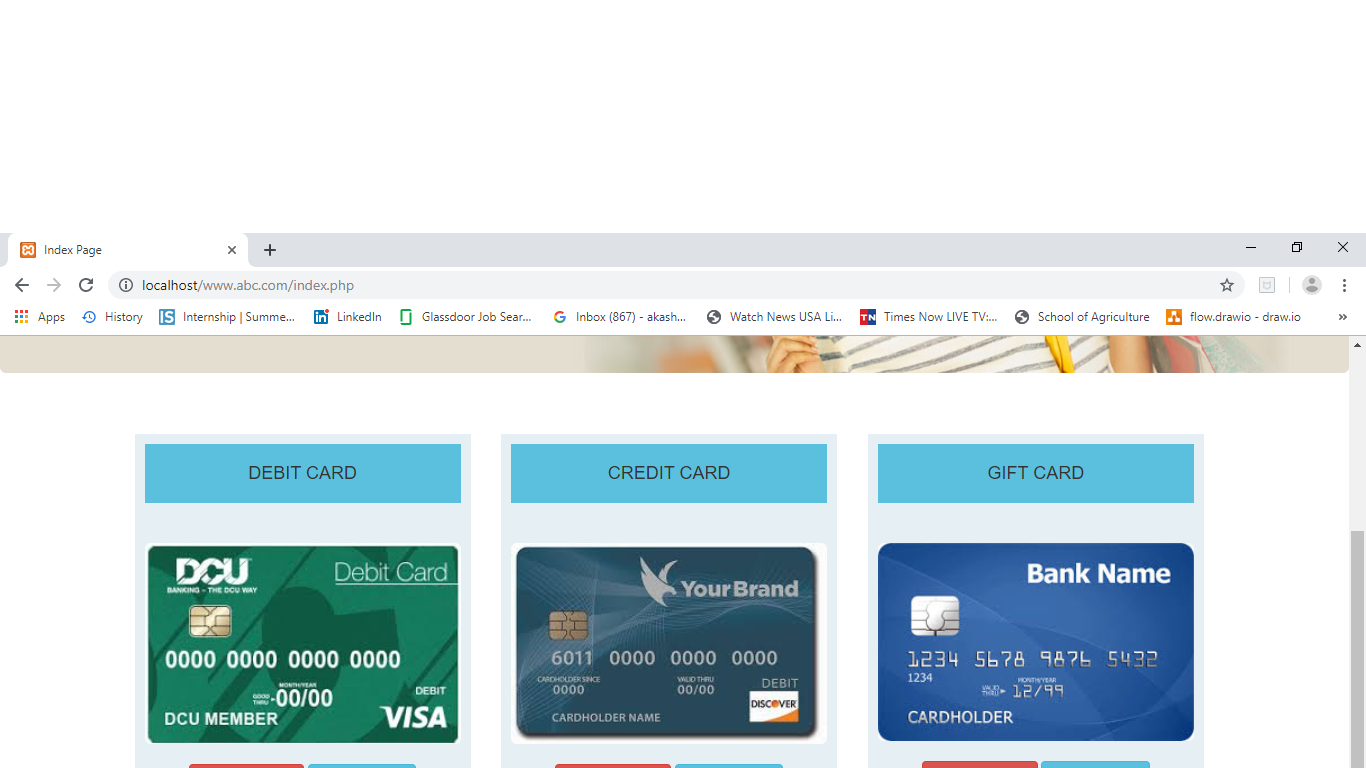 Index Page
localhost/www.abc.com/index.php
Apps History Internship | Summe... LinkedIn Glassdoor Job Sear... Inbox (867) - akash... Watch News USA Li... TN Times Now LIVE TV:... School of Agriculture flow.drawio - draw.io »
DEBIT CARD
DCU
BANKING - THE DCU WAY
Debit Card
0000 0000 0000 0000
MONTH/YEAR
GOOD THRU -00/00
DEBIT
DCU MEMBER
VISA
CREDIT CARD
YourBrand
6011 0000 0000 0000
CARDHOLDER SINCE VALID THRU
0000 00/00
DEBIT
DISCOVER
CARDHOLDER NAME
GIFT CARD
Bank Name
1234 5678 9876 5432
1234
MONTH/YEAR
VALID THRU 12/99
CARDHOLDER